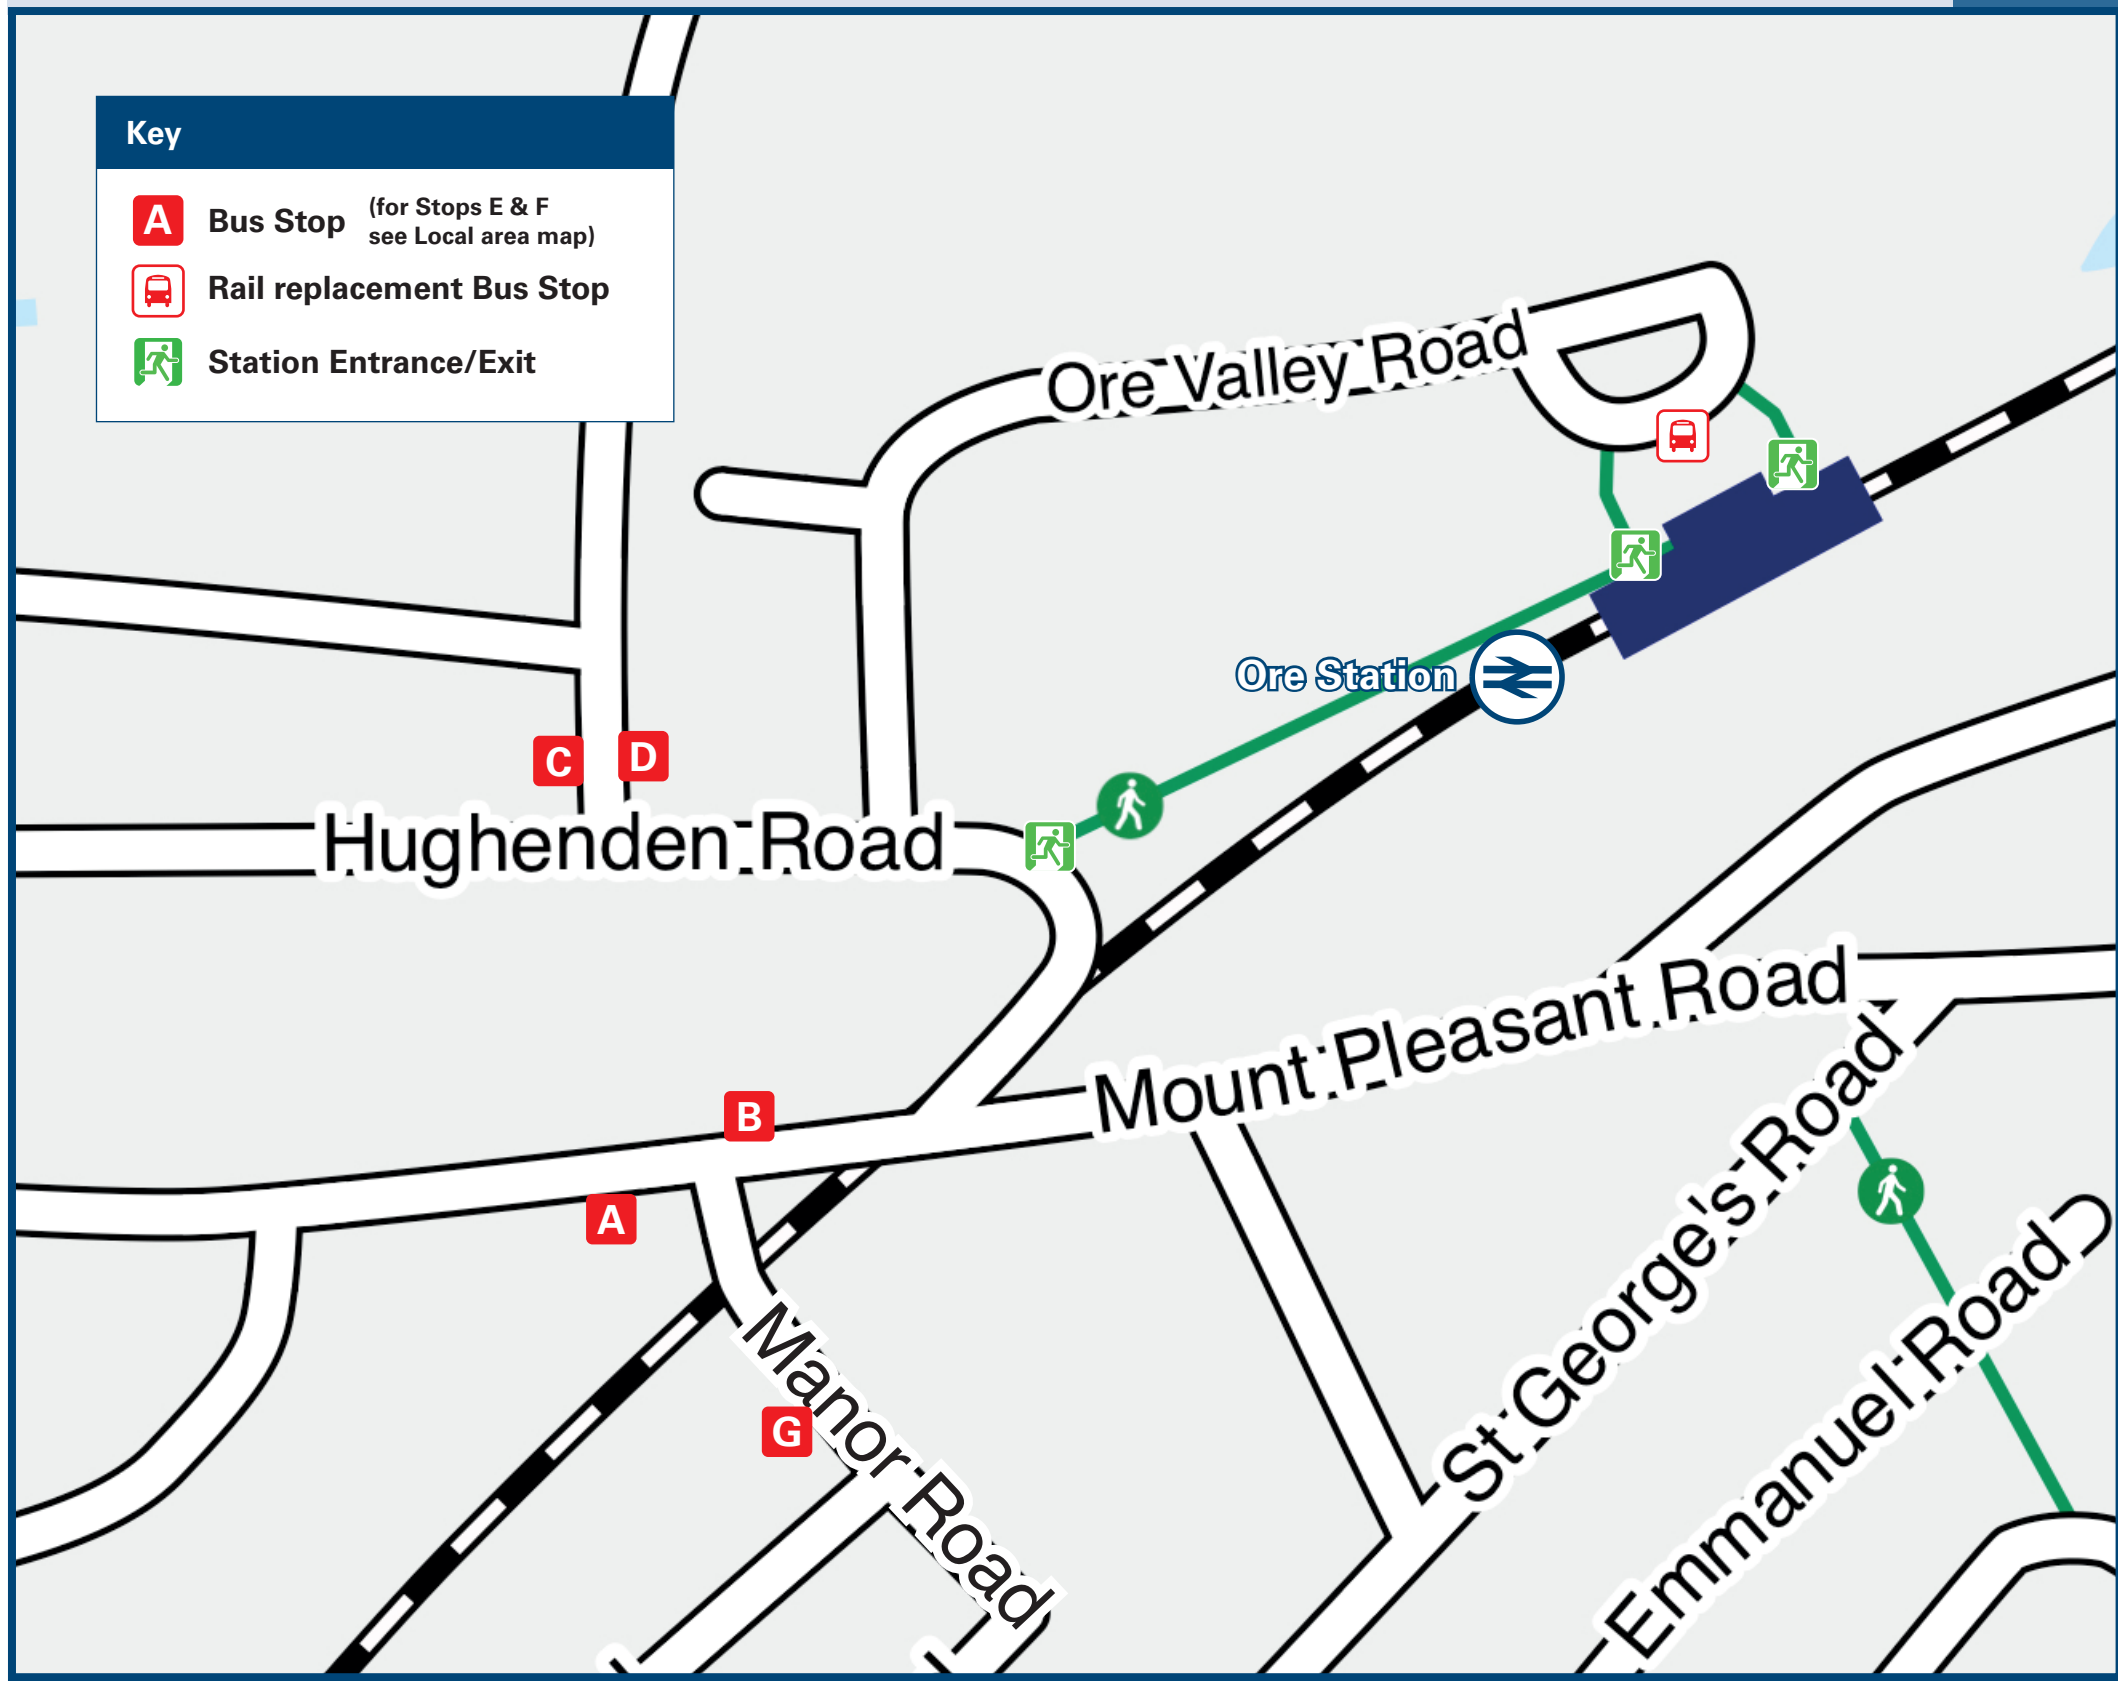 Key
A Bus Stop (for Stops E & F
see Local area map)
Rail replacement Bus Stop
Station Entrance/Exit
Ore Valley Road
Ore Station
C D
Hughenden Road
Mount Pleasant Road
B
A
St George's Road
Manor Road
G
Emmanuel Road